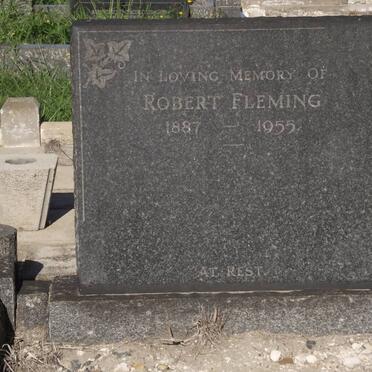 IN LOVING MEMORY OF
ROBERT FLEMING
1887 — 1955
AT REST